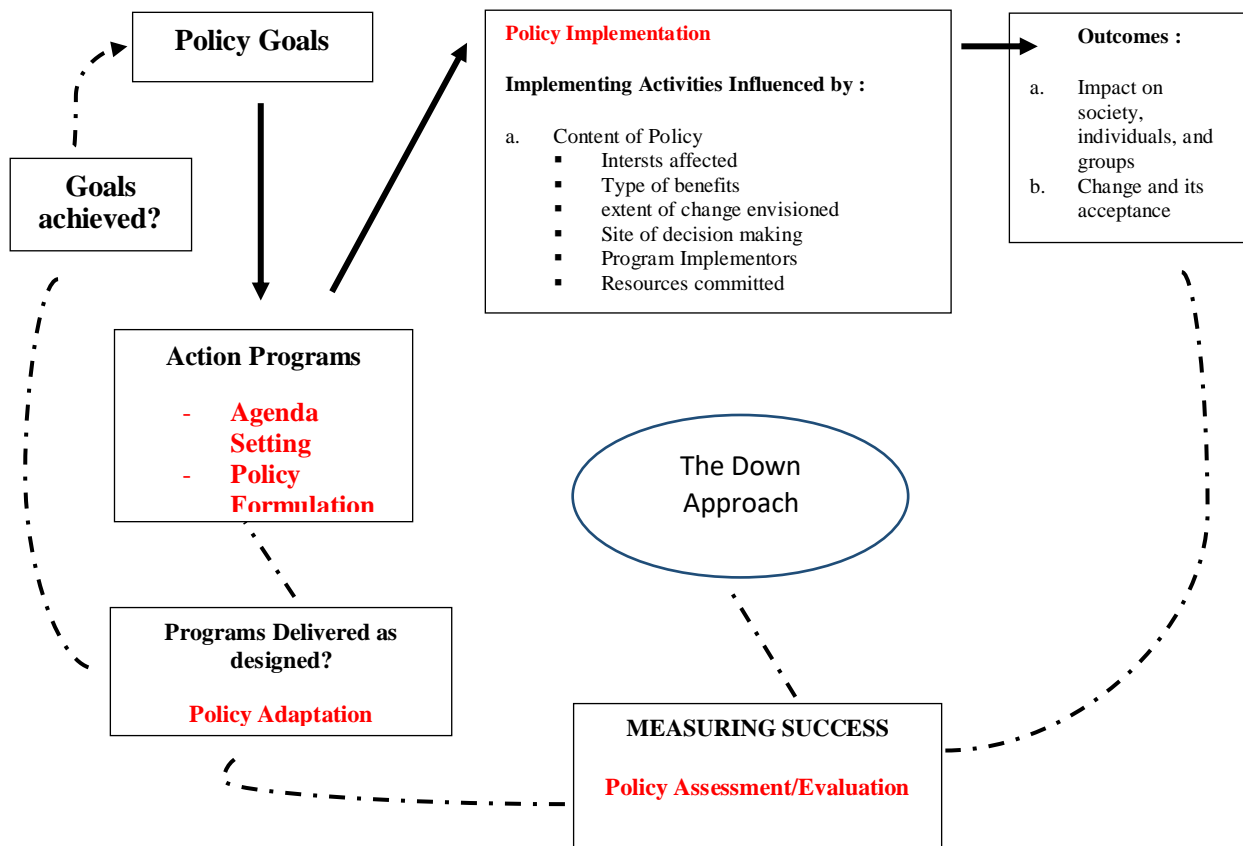 Policy Goals
Goals
achieved?
Action Programs
- Agenda
Setting
- Policy
Formulation
Policy Implementation
Implementing Activities Influenced by :
a. Content of Policy
▪ Intersts affected
▪ Type of benefits
▪ extent of change envisioned
▪ Site of decision making
▪ Program Implementors
▪ Resources committed
Outcomes :
a. Impact on
society,
individuals, and
groups
b. Change and its
acceptance
The Down
Approach
Programs Delivered as
designed?
Policy Adaptation
MEASURING SUCCESS
Policy Assessment/Evaluation